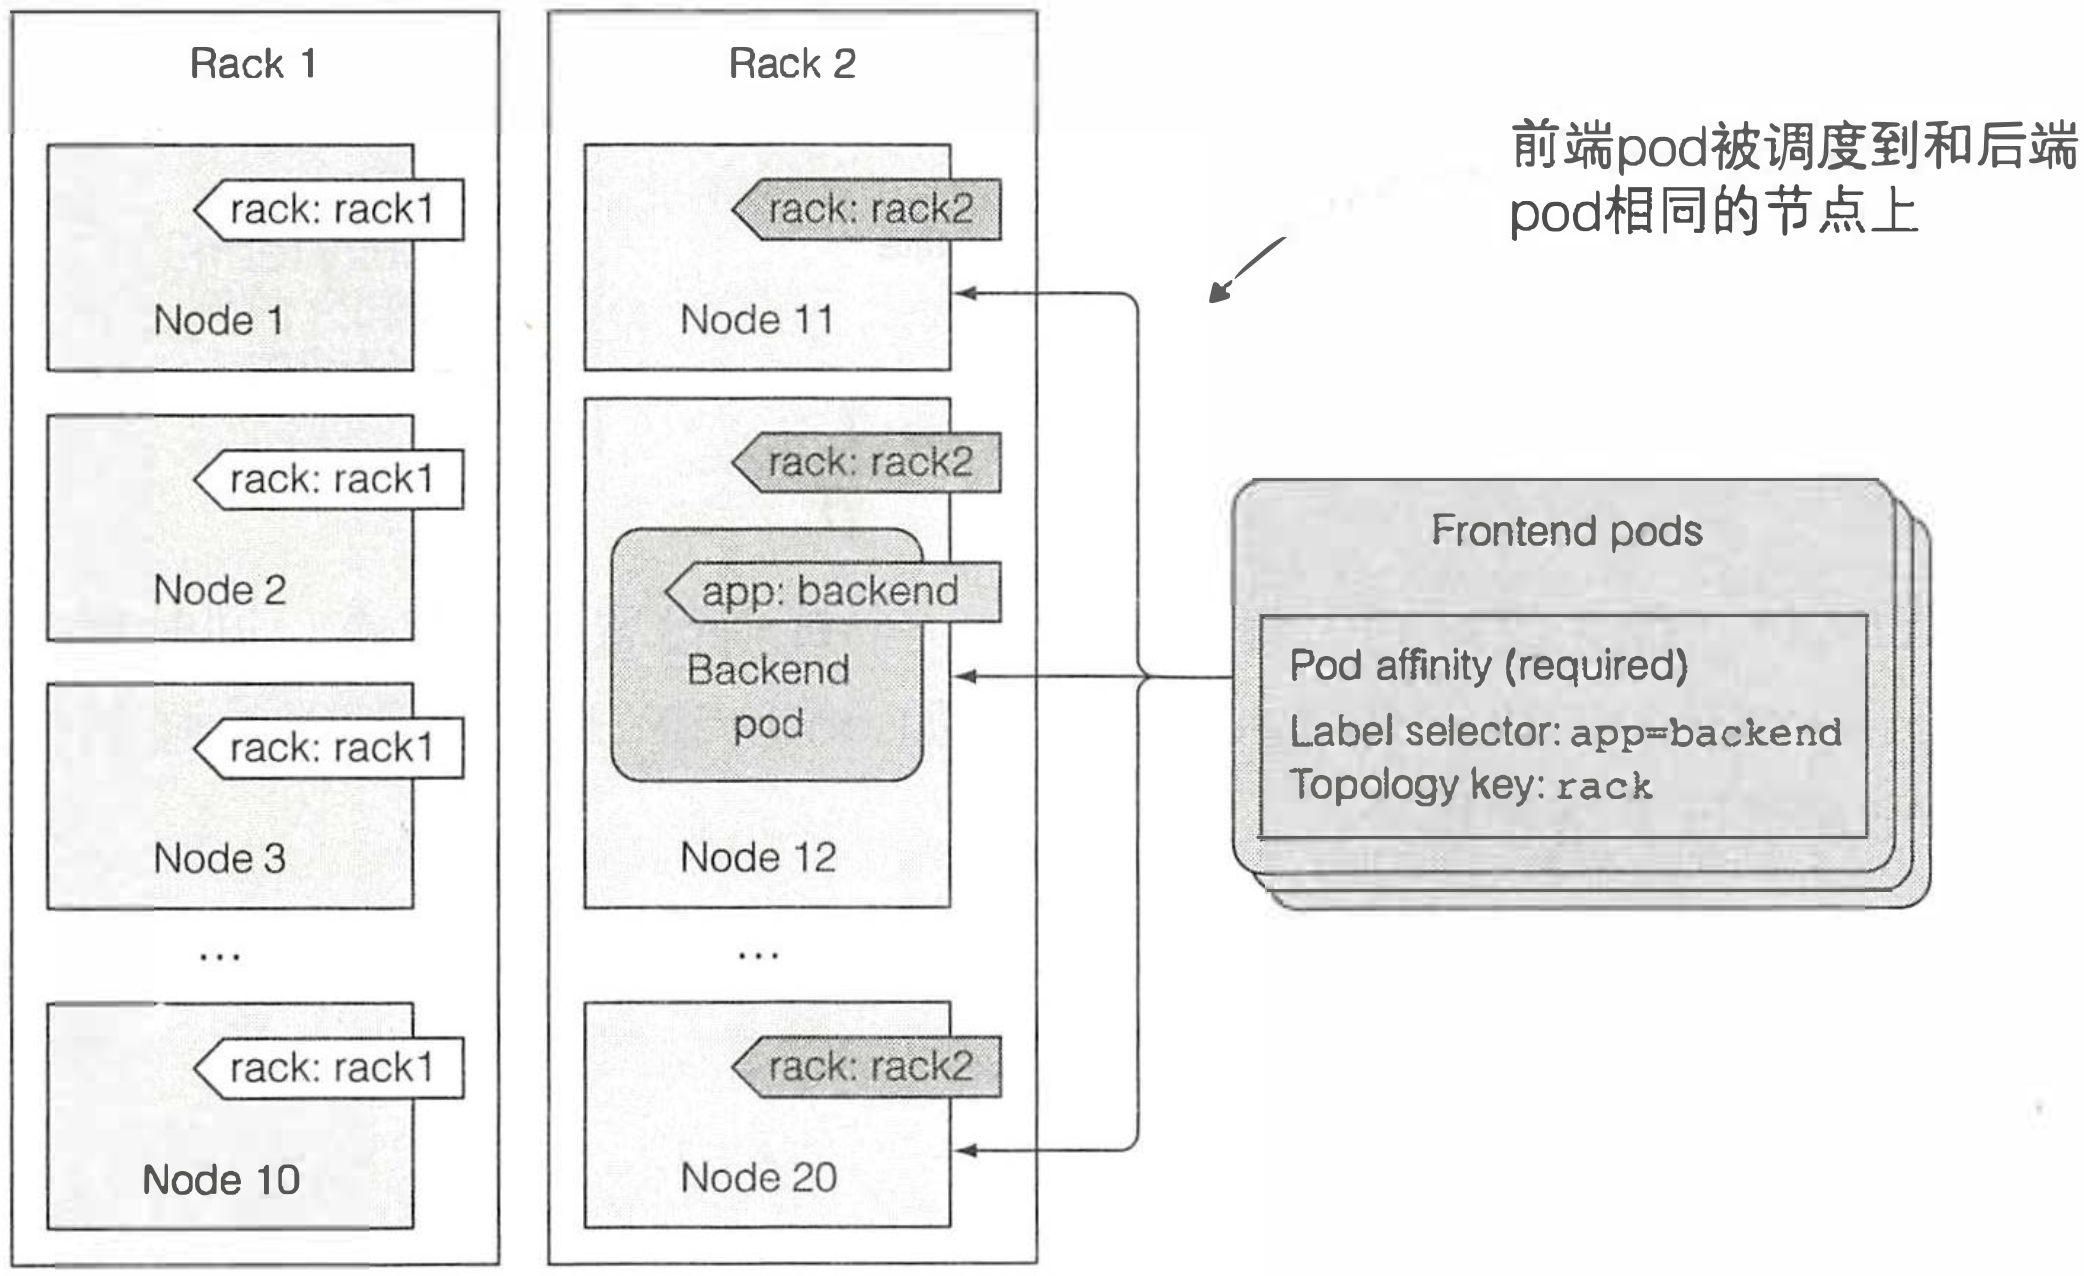 Rack 1
rack: rack1
Node 1
rack: rack1
Node 2
rack: rack1
Node 3
...
rack: rack1
Node 10
Rack 2
rack: rack2
Node 11
rack: rack2
app: backend
Backend
pod
Node 12
...
rack: rack2
Node 20
前端pod被调度到和后端
pod相同的节点上
Frontend pods
Pod affinity (required)
Label selector: app=backend
Topology key: rack